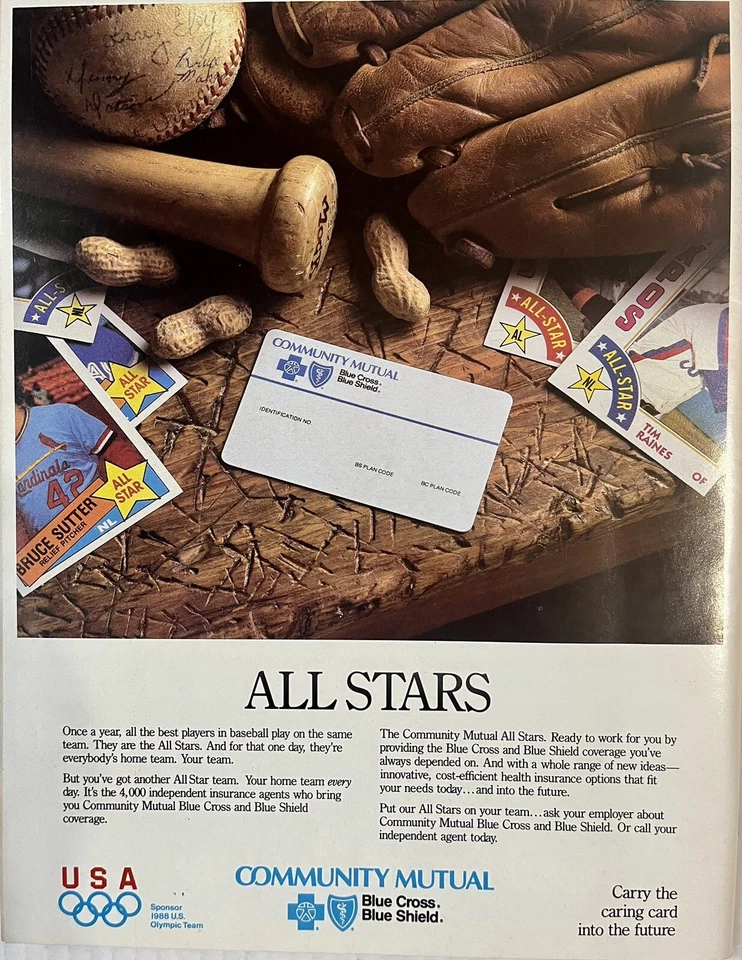 ALL-S
NL
ALL
STAR
Cardinals
42
ALL
STAR
BRUCE SUTTER
RELIEF PITCHER
NL
COMMUNITY MUTUAL
Blue Cross®
Blue Shield®
IDENTIFICATION NO.
BS PLAN CODE
BC PLAN CODE
ALL-STAR
AL
XPOS
ALL-STAR
NL
TIM
RAINES
OF
ALL STARS
Once a year, all the best players in baseball play on the same
team. They are the All Stars. And for that one day, they're
everybody's home team. Your team.
But you've got another All Star team. Your home team every
day. It's the 4,000 independent insurance agents who bring
you Community Mutual Blue Cross and Blue Shield
coverage.
The Community Mutual All Stars. Ready to work for you by
providing the Blue Cross and Blue Shield coverage you've
always depended on. And with a whole range of new ideas—
innovative, cost-efficient health insurance options that fit
your needs today...and into the future.
Put our All Stars on your team...ask your employer about
Community Mutual Blue Cross and Blue Shield. Or call your
independent agent today.
USA
Sponsor
1988 U.S.
Olympic Team
COMMUNITY MUTUAL
Blue Cross®
Blue Shield®
Carry the
caring card
into the future